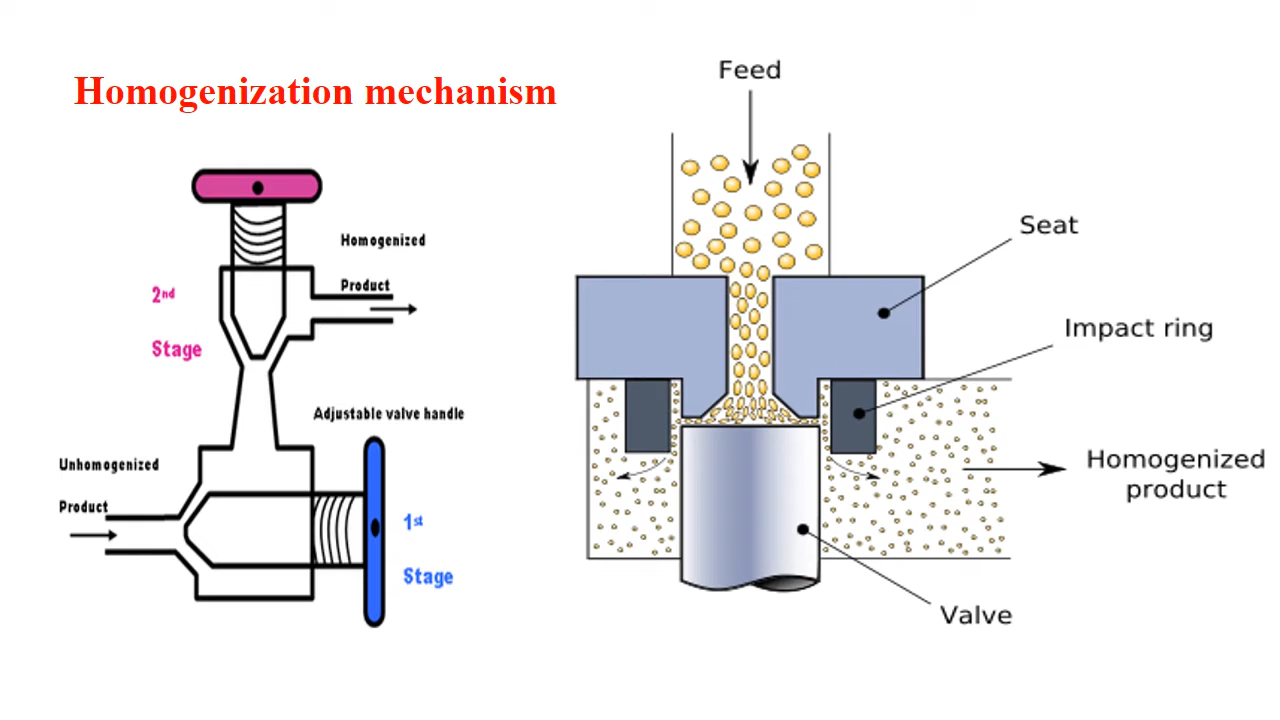 Homogenization mechanism
Homogenized
Product
2nd
Stage
Adjustable valve handle
Unhomogenized
Product
1st
Stage
Feed
Seat
Impact ring
Homogenized
product
Valve